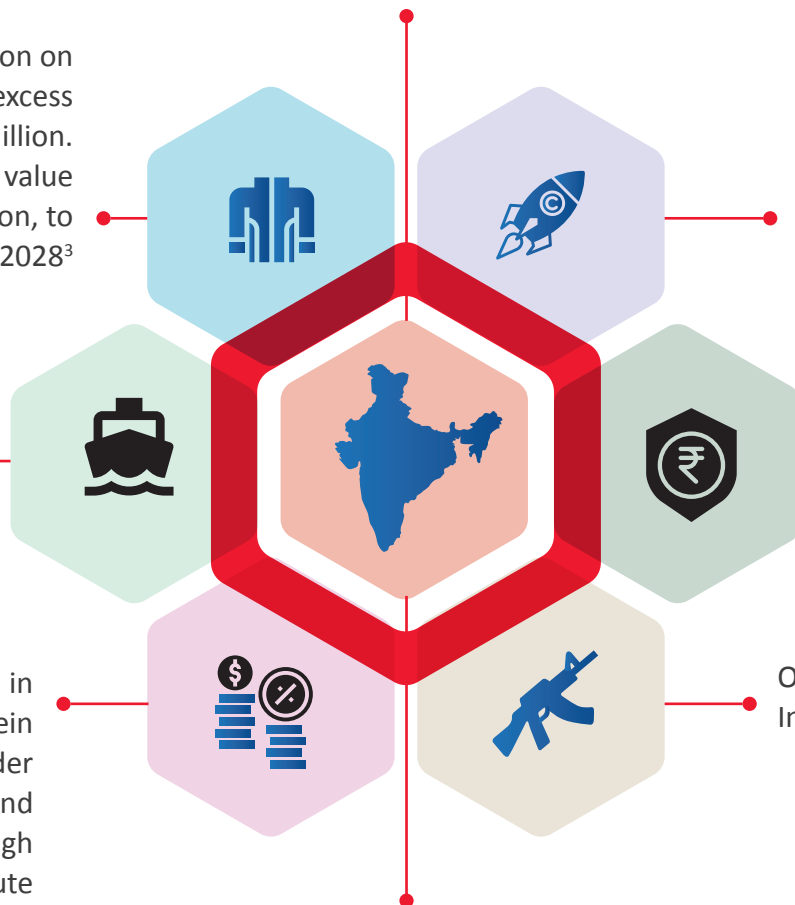 on on
excess
illion.
value
on, to
2028³
©
₹
$
%
in
ein
der
nd
gh
ute
O
In